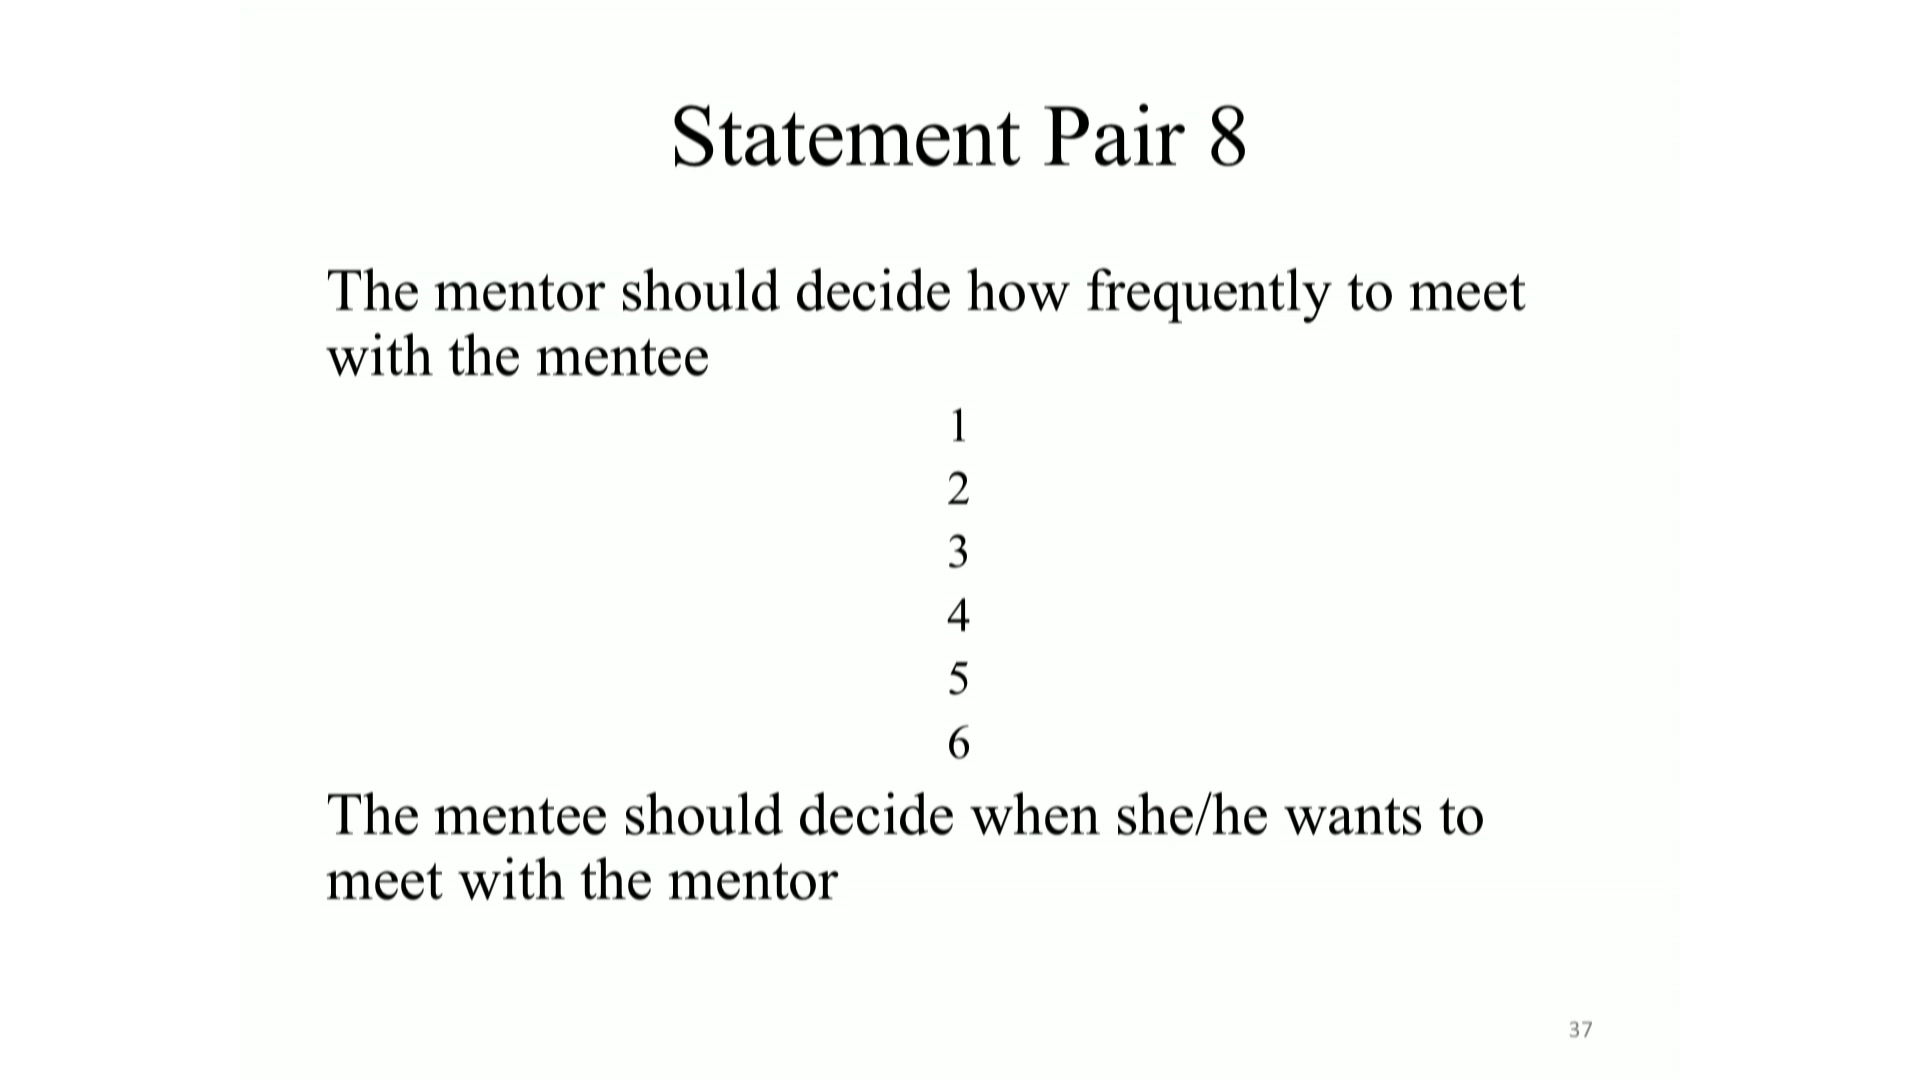 Statement Pair 8
The mentor should decide how frequently to meet
with the mentee
1
2
3
4
5
6
The mentee should decide when she/he wants to
meet with the mentor
37